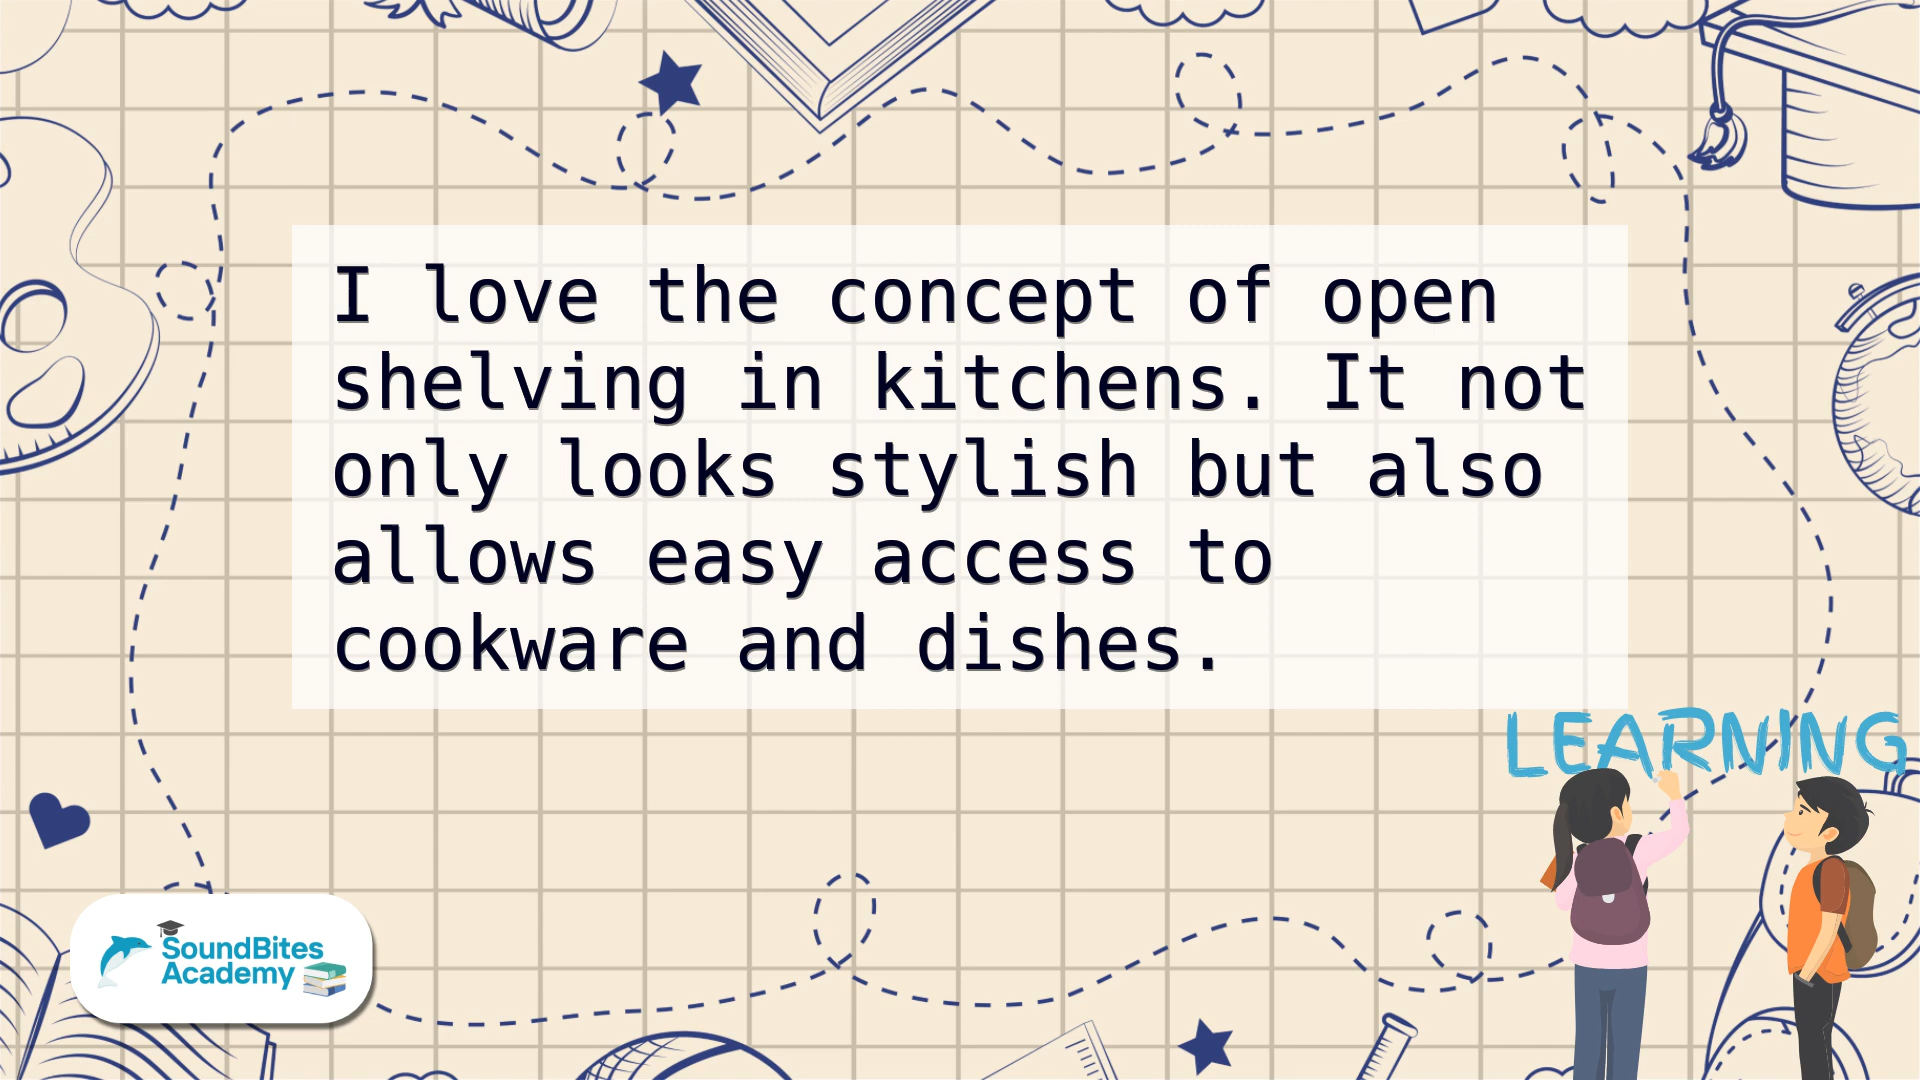 I love the concept of open
shelving in kitchens. It not
only looks stylish but also
allows easy access to
cookware and dishes.
LEARNING
SoundBites
Academy